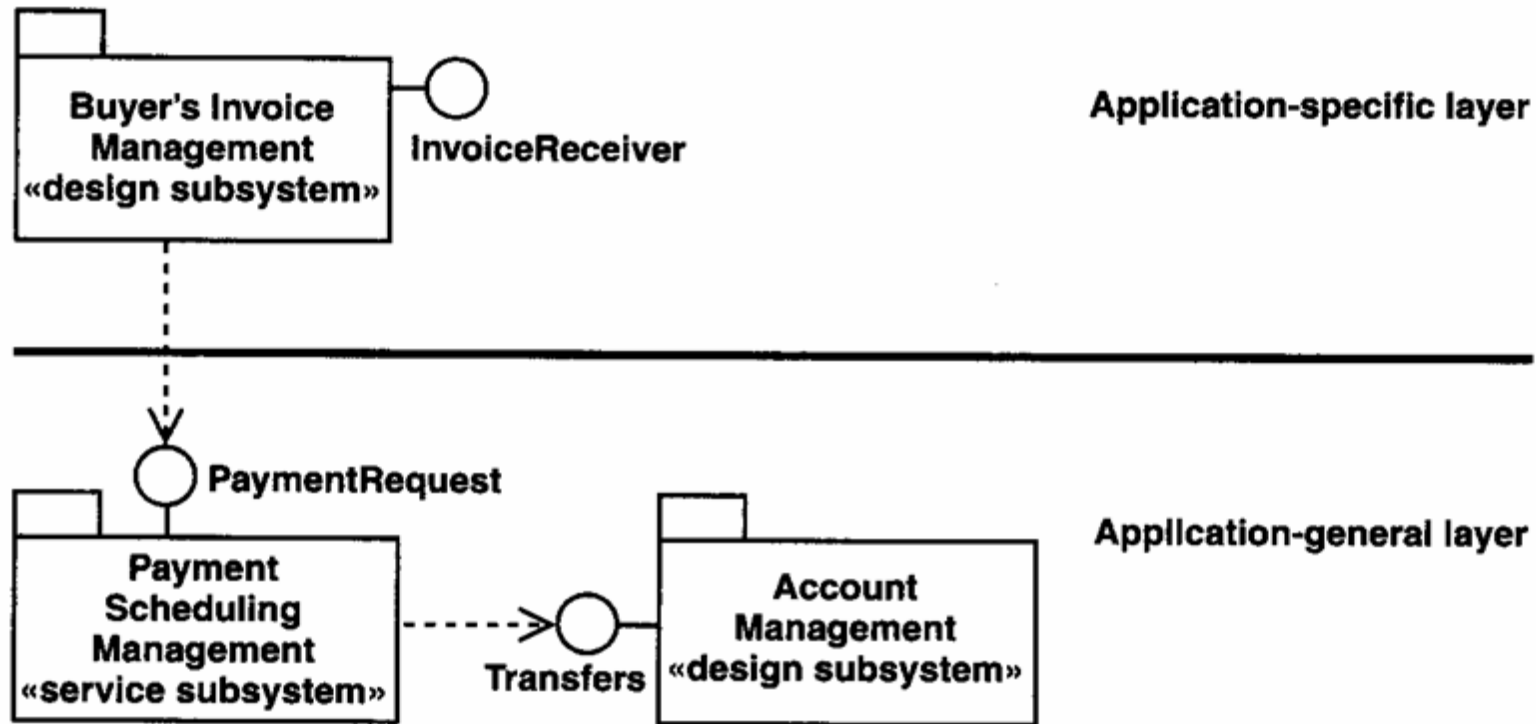 Buyer's Invoice
Management
«design subsystem»
InvoiceReceiver
Application-specific layer
PaymentRequest
Payment
Scheduling
Management
«service subsystem»
Transfers
Account
Management
«design subsystem»
Application-general layer